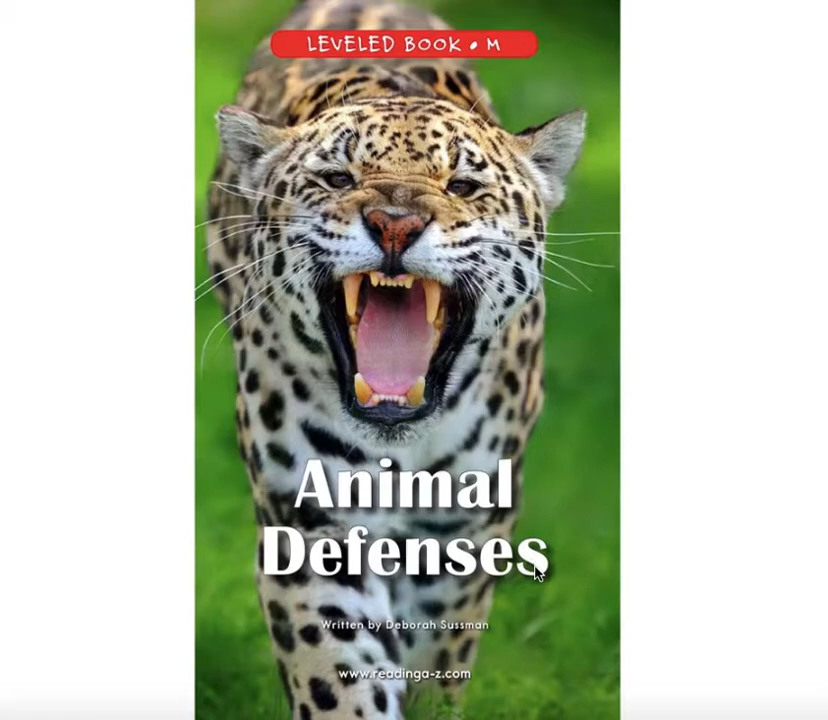 LEVELED BOOK • M
Animal
Defenses
Written by Deborah Sussman
www.readinga-z.com